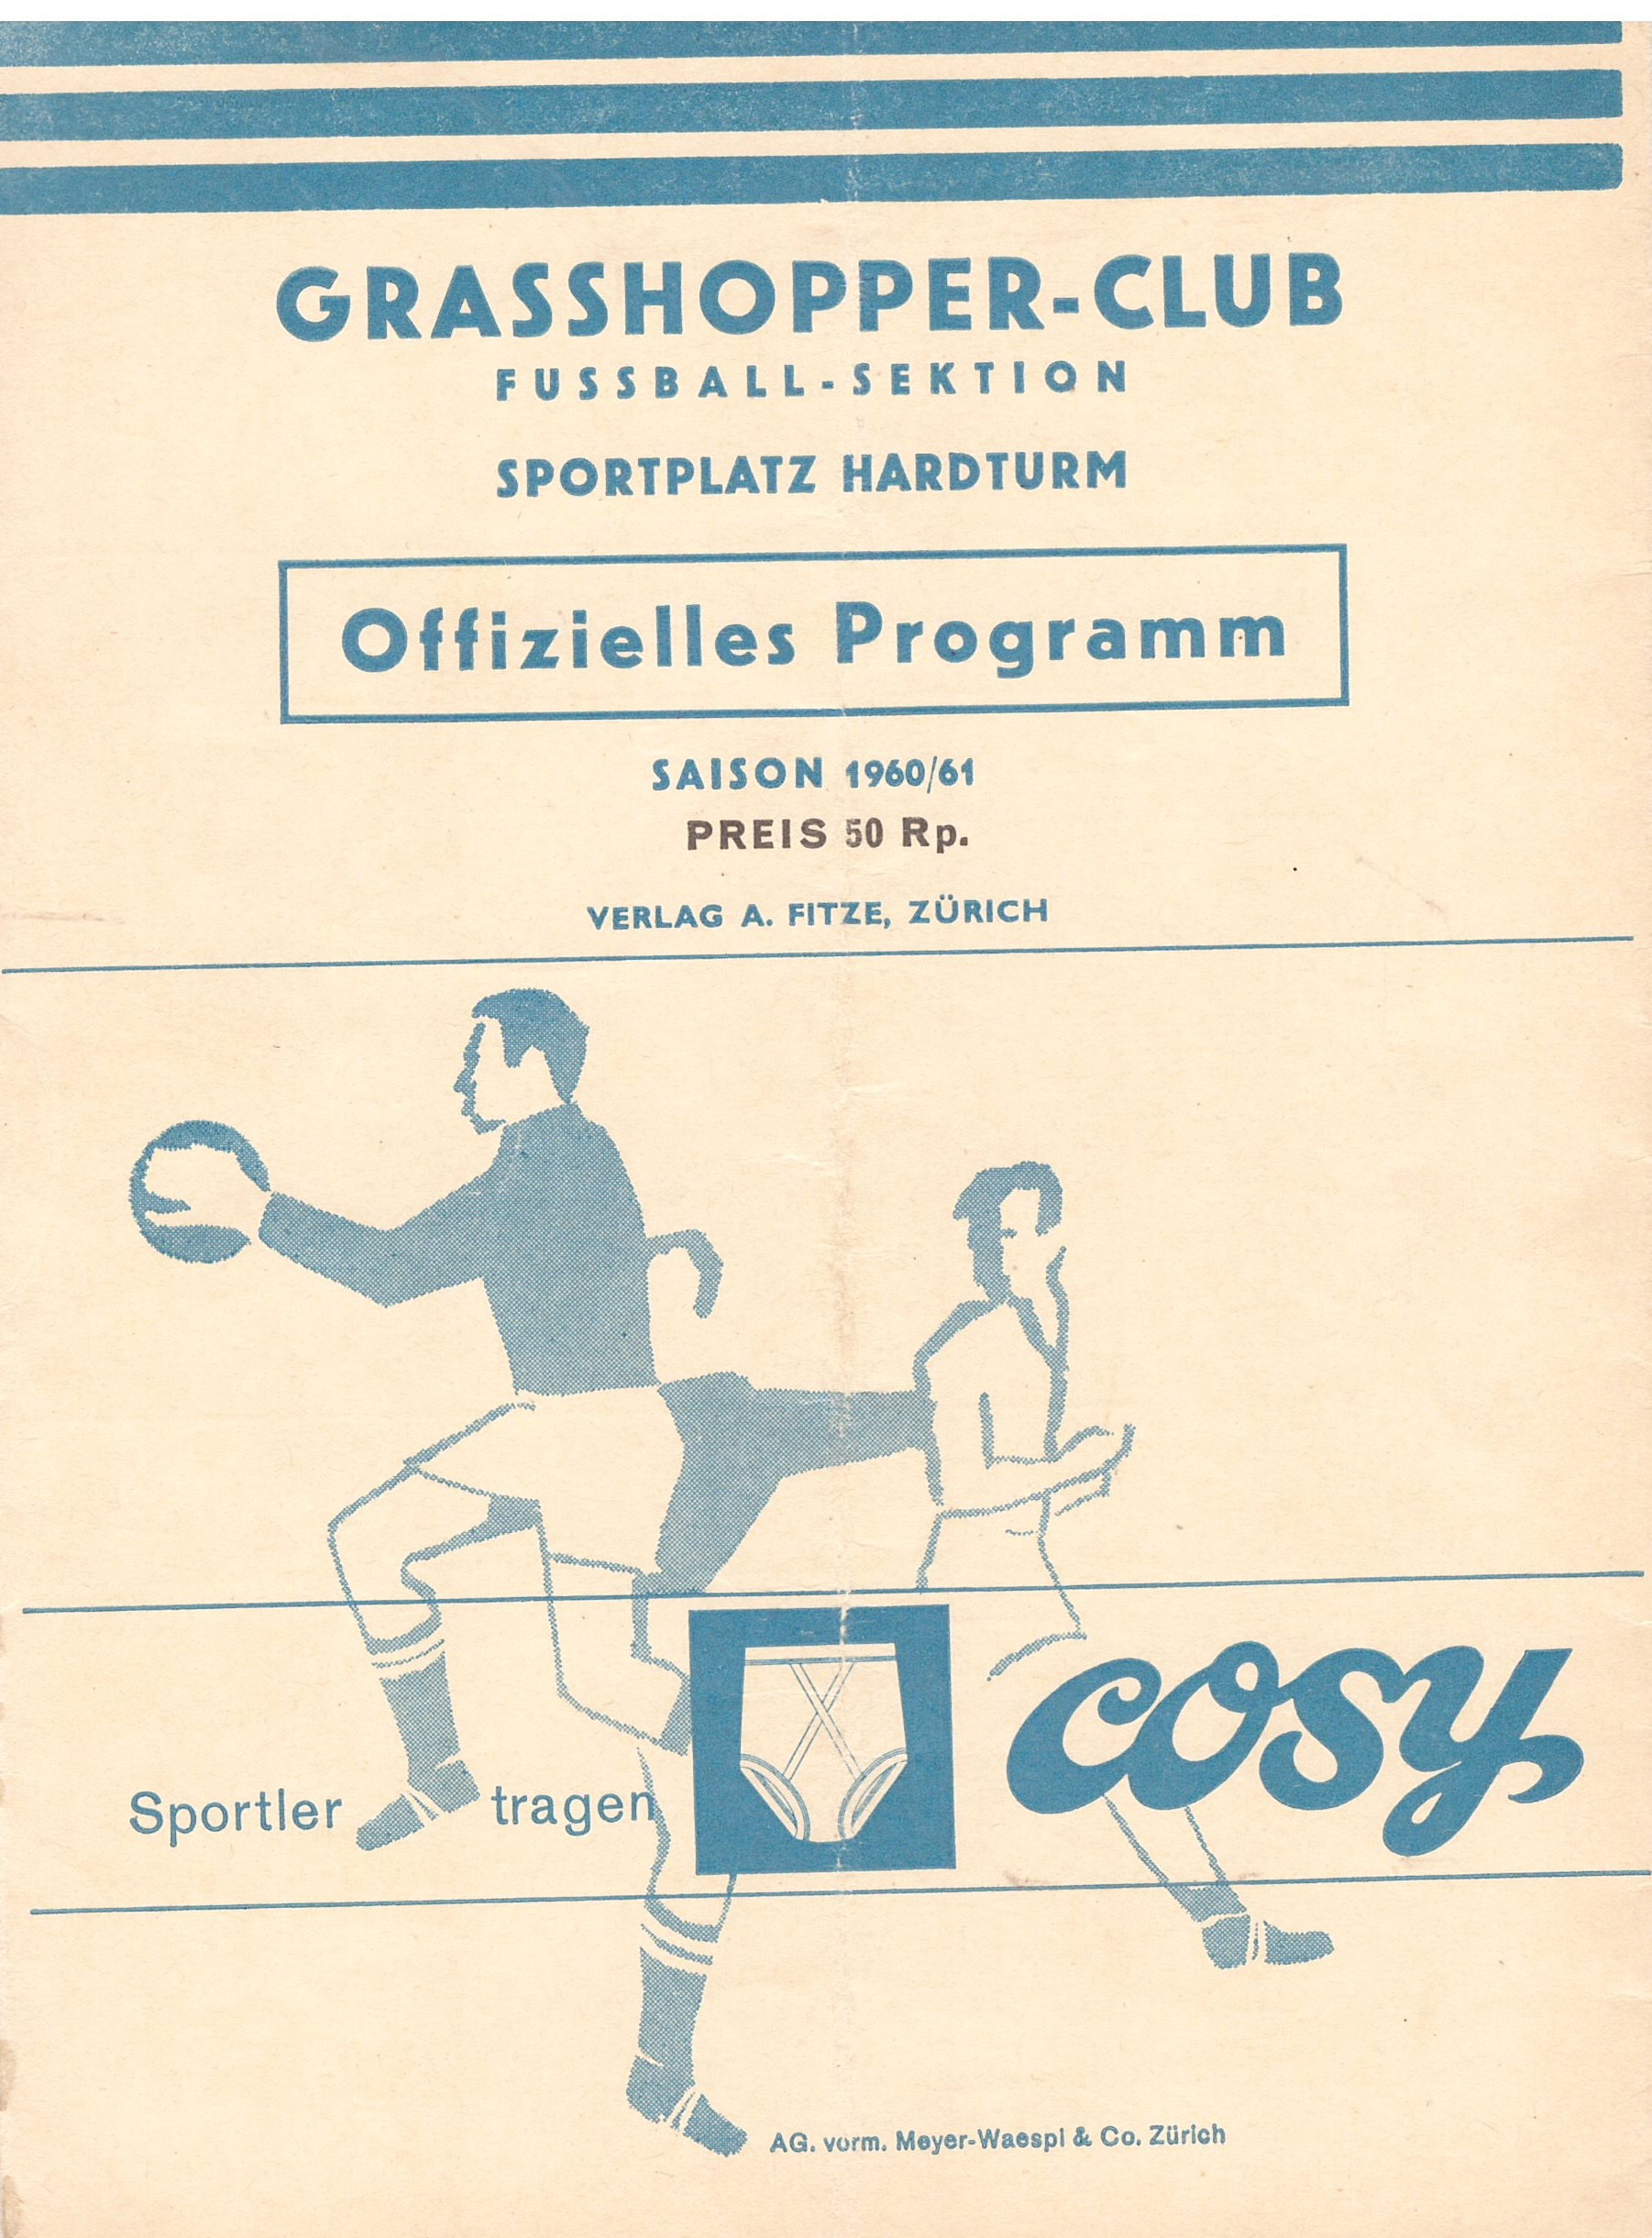 GRASSHOPPER-CLUB
FUSSBALL-SEKTION
SPORTPLATZ HARDTURM
Offizielles Programm
SAISON 1960/61
PREIS 50 Rp.
VERLAG A. FITZE, ZÜRICH
Sportler tragen cosy
AG. vorm. Meyer-Waespi & Co. Zürich